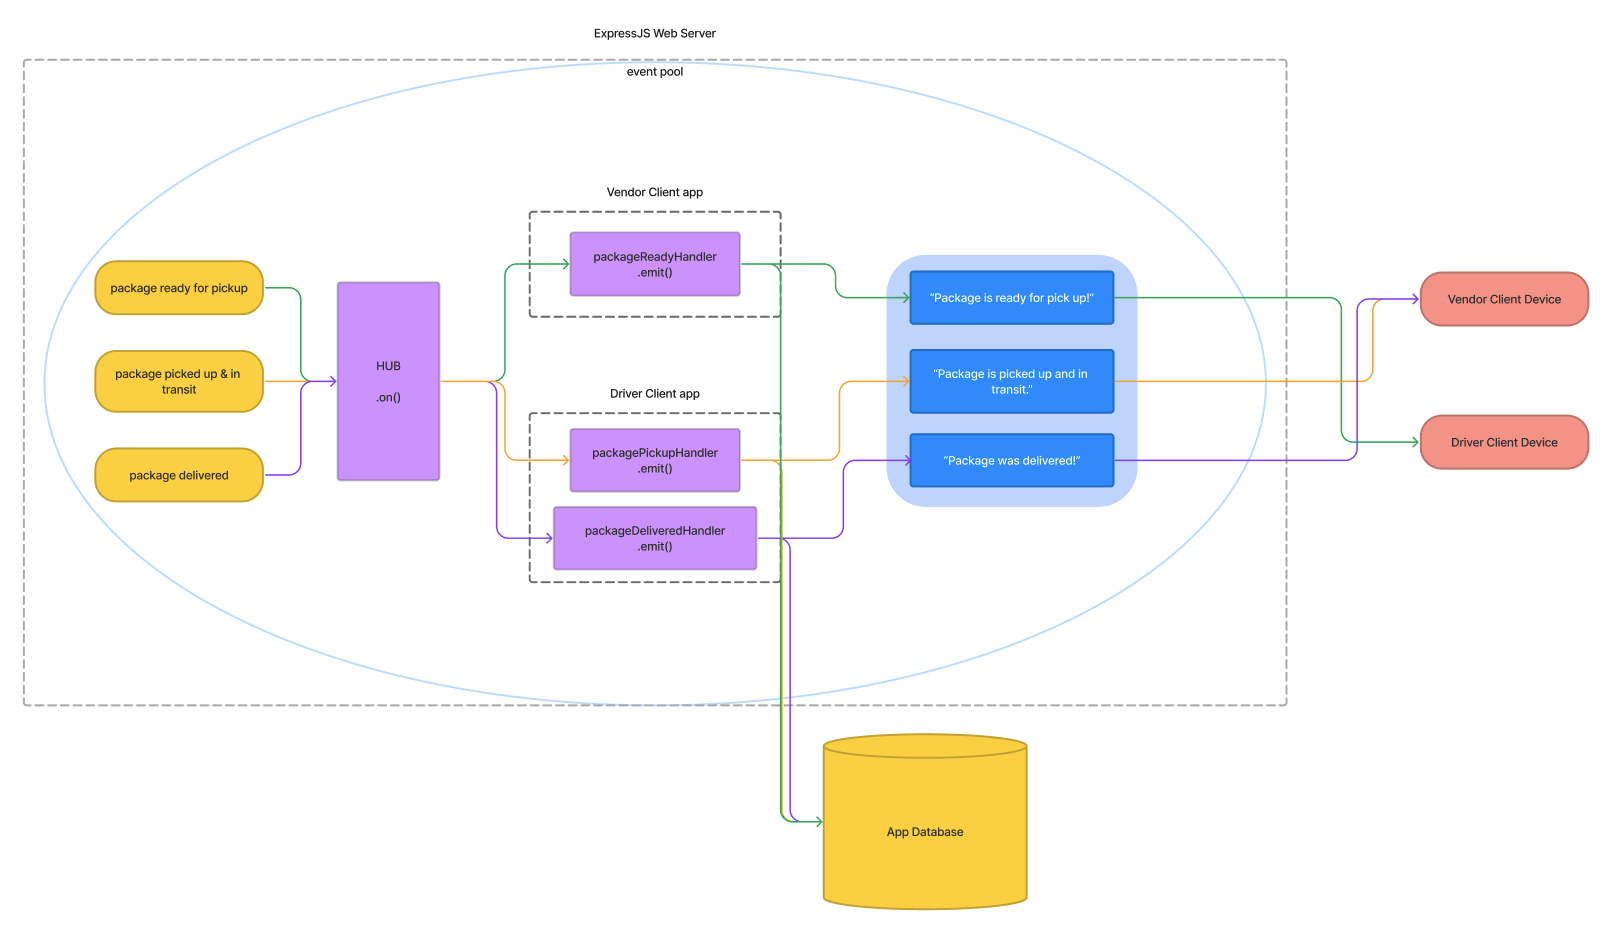 ExpressJS Web Server
event pool
package ready for pickup
package picked up & in
transit
package delivered
HUB
.on()
Vendor Client app
packageReadyHandler
.emit()
Driver Client app
packagePickupHandler
.emit()
packageDeliveredHandler
.emit()
“Package is ready for pick up!”
“Package is picked up and in
transit.”
“Package was delivered!”
Vendor Client Device
Driver Client Device
App Database